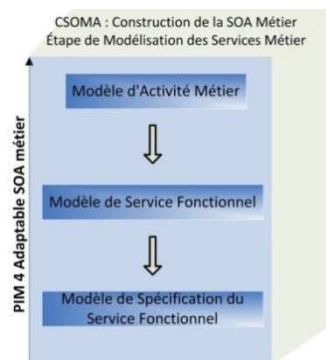 CSOMA : Construction de la SOA Métier
Étape de Modélisation des Services Métier
PIM 4 Adaptable SOA métier
Modèle d'Activité Métier
Modèle de Service Fonctionnel
Modèle de Spécification du
Service Fonctionnel